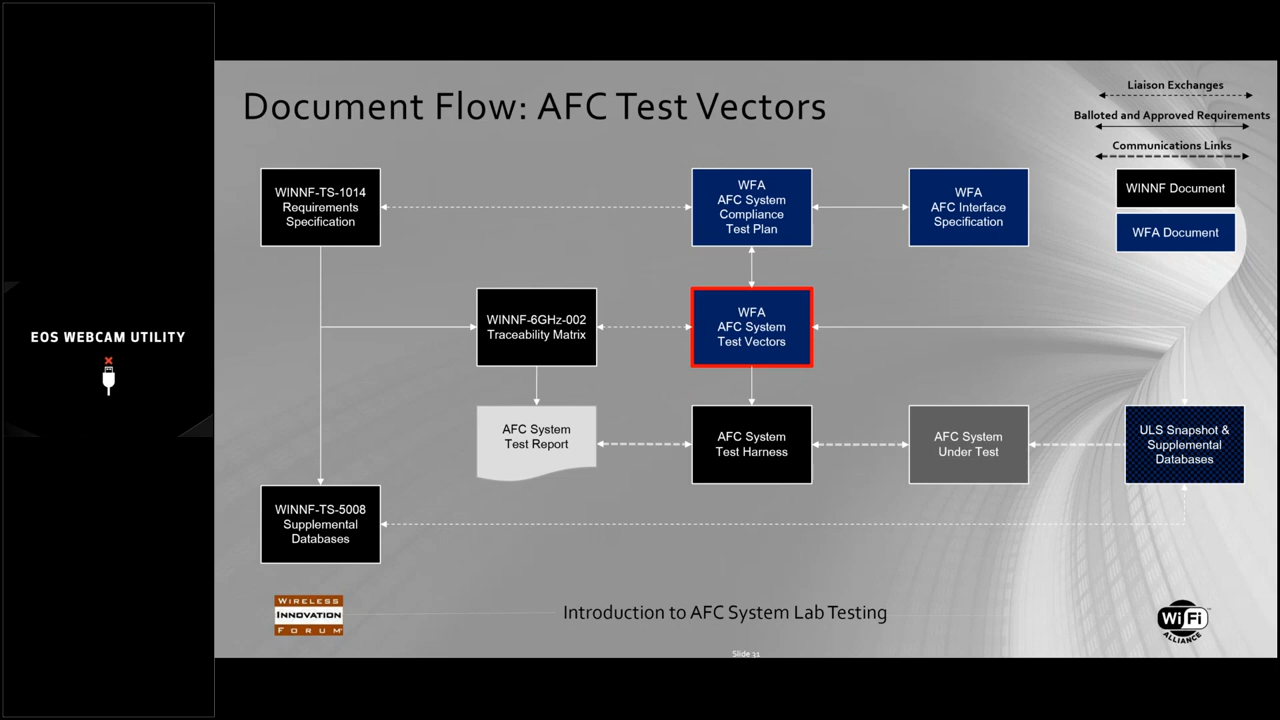 EOS WEBCAM UTILITY
Document Flow: AFC Test Vectors
Liaison Exchanges
Balloted and Approved Requirements
Communications Links
WINNF Document
WFA Document
WINNF-TS-1014
Requirements
Specification
WFA
AFC System
Compliance
Test Plan
WFA
AFC Interface
Specification
WINNF-6GHz-002
Traceability Matrix
WFA
AFC System
Test Vectors
AFC System
Test Report
AFC System
Test Harness
AFC System
Under Test
ULS Snapshot &
Supplemental
Databases
WINNF-TS-5008
Supplemental
Databases
WIRELESS
INNOVATION
FORUM
Introduction to AFC System Lab Testing
Wi Fi
ALLIANCE
Slide 31